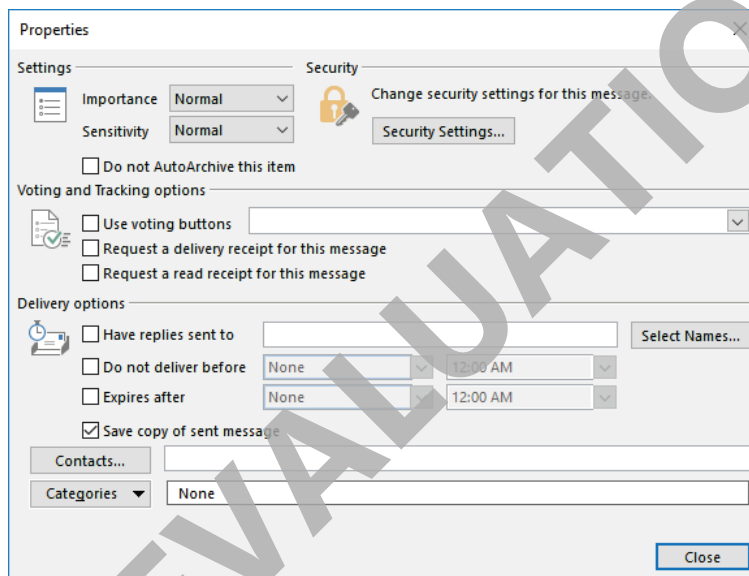 Properties
Settings
Security
Importance Normal
Change security settings for this message.
Sensitivity Normal
Security Settings...
Do not AutoArchive this item
Voting and Tracking options
Use voting buttons
Request a delivery receipt for this message
Request a read receipt for this message
Delivery options
Have replies sent to
Select Names...
Do not deliver before None 12:00 AM
Expires after None 12:00 AM
Save copy of sent message
Contacts...
Categories None
Close
EVALUATIO